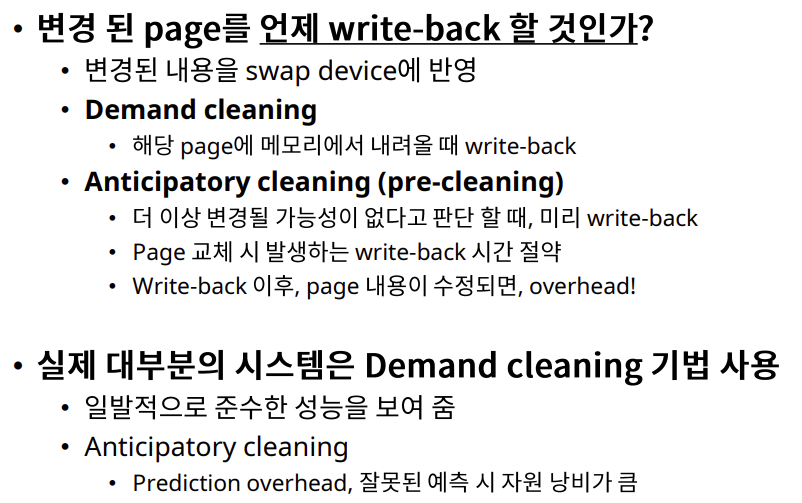 • 변경 된 page를 언제 write-back 할 것인가?
• 변경된 내용을 swap device에 반영
• Demand cleaning
• 해당 page에 메모리에서 내려올 때 write-back
• Anticipatory cleaning (pre-cleaning)
• 더 이상 변경될 가능성이 없다고 판단 할 때, 미리 write-back
• Page 교체 시 발생하는 write-back 시간 절약
• Write-back 이후, page 내용이 수정되면, overhead!
• 실제 대부분의 시스템은 Demand cleaning 기법 사용
• 일발적으로 준수한 성능을 보여 줌
• Anticipatory cleaning
• Prediction overhead, 잘못된 예측 시 자원 낭비가 큼